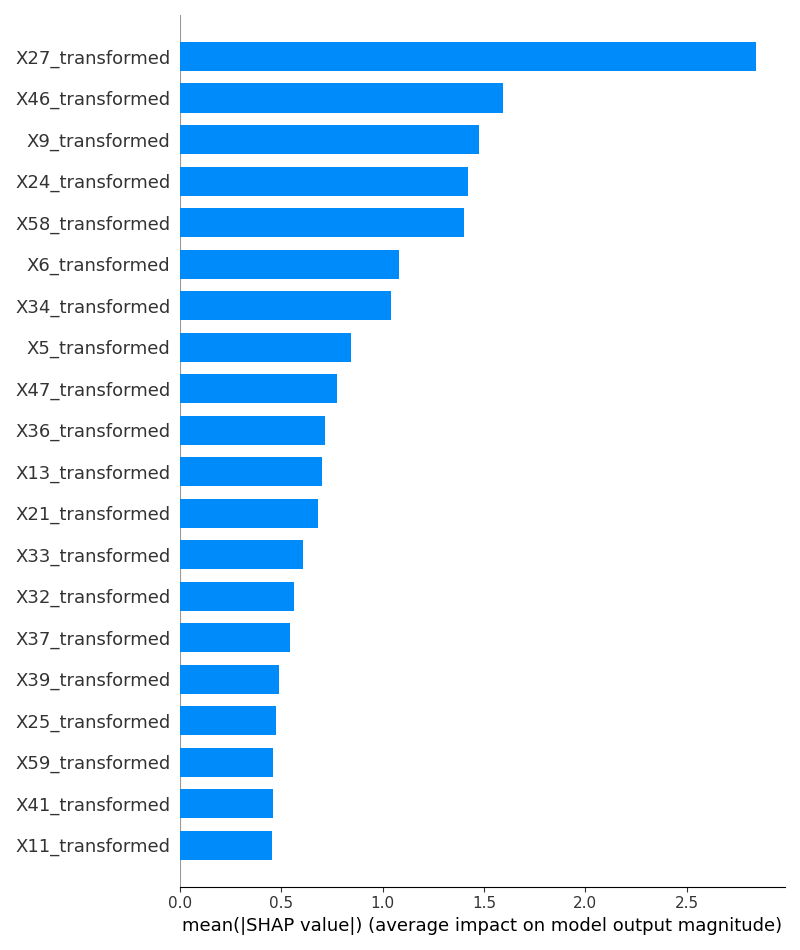 X27_transformed
X46_transformed
X9_transformed
X24_transformed
X58_transformed
X6_transformed
X34_transformed
X5_transformed
X47_transformed
X36_transformed
X13_transformed
X21_transformed
X33_transformed
X32_transformed
X37_transformed
X39_transformed
X25_transformed
X59_transformed
X41_transformed
X11_transformed
0.0 0.5 1.0 1.5 2.0 2.5
mean(|SHAP value|) (average impact on model output magnitude)